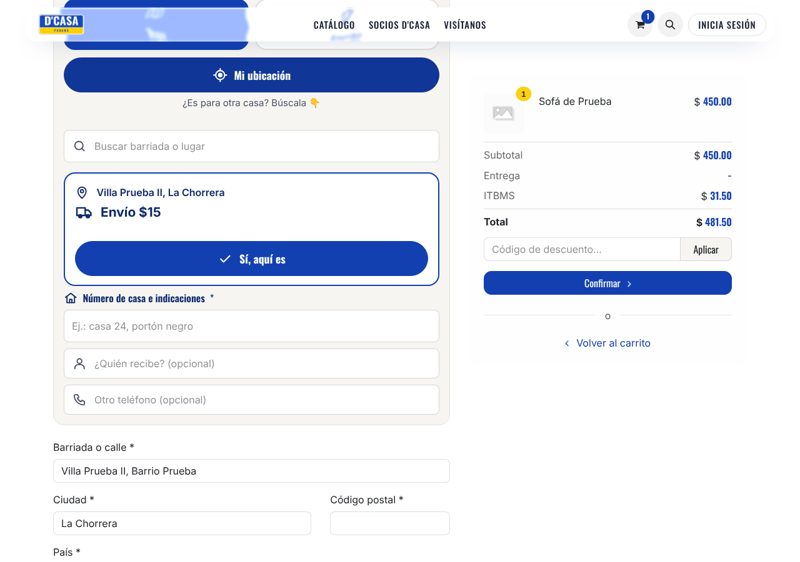 D'CASA
PANAMÁ
CATÁLOGO
SOCIOS D'CASA
VISÍTANOS
1
INICIA SESIÓN
Mi ubicación
¿Es para otra casa? Búscala 👇
Buscar barriada o lugar
Villa Prueba II, La Chorrera
Envío $15
Sí, aquí es
Número de casa e indicaciones *
Ej.: casa 24, portón negro
¿Quién recibe? (opcional)
Otro teléfono (opcional)
Barriada o calle *
Villa Prueba II, Barrio Prueba
Ciudad *
Código postal *
La Chorrera
País *
1
Sofá de Prueba
$ 450.00
Subtotal
$ 450.00
Entrega
-
ITBMS
$ 31.50
Total
$ 481.50
Código de descuento...
Aplicar
Confirmar
o
Volver al carrito